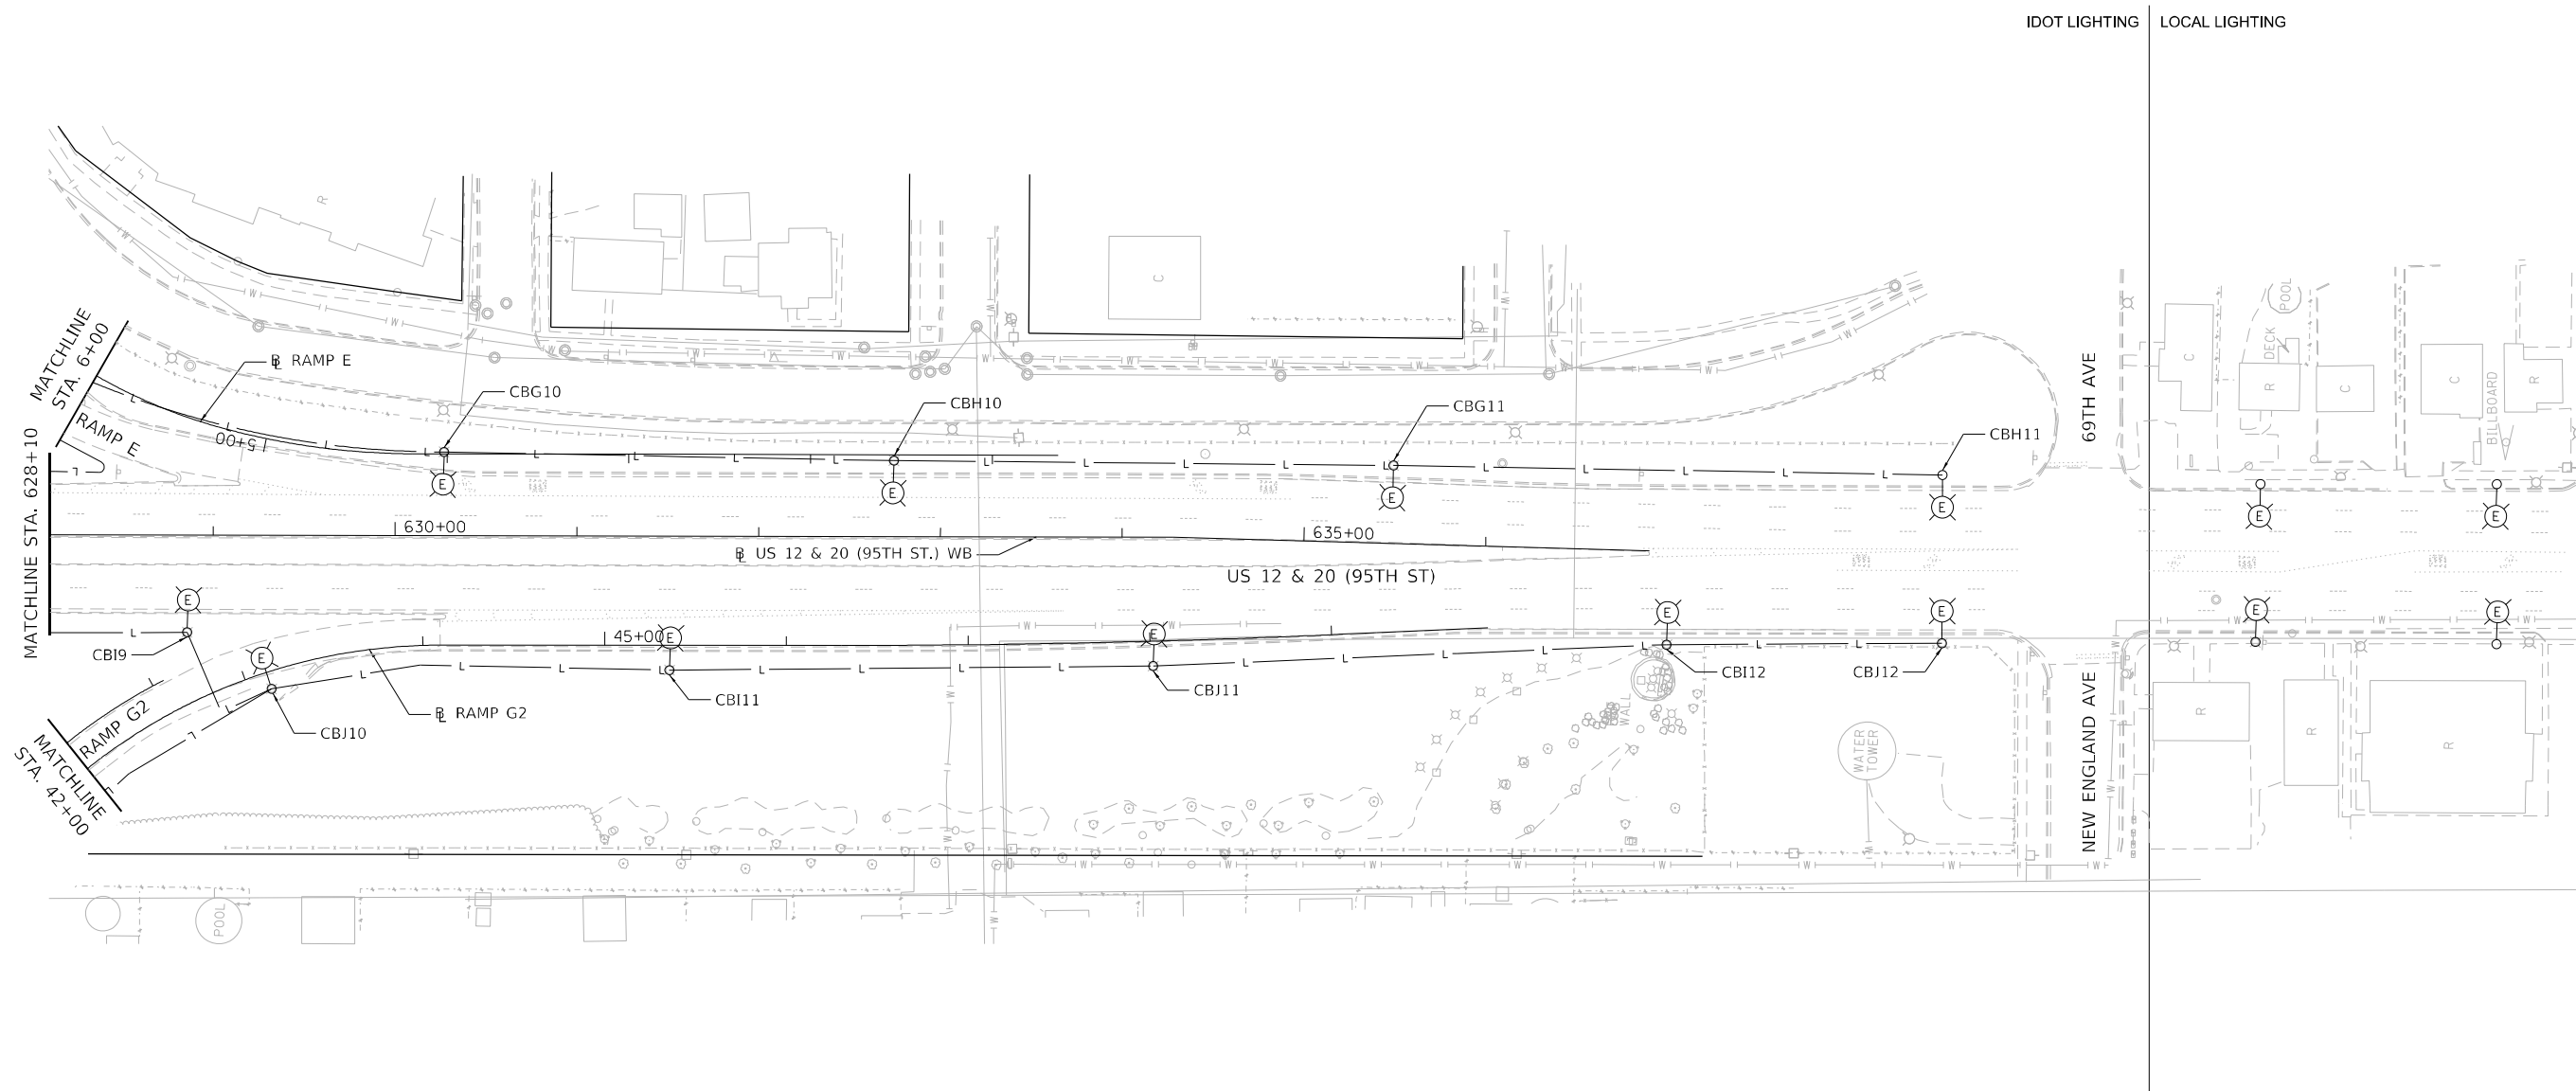 IDOT LIGHTING
LOCAL LIGHTING
MATCHLINE
STA. 6+00
RAMP E
℄ RAMP E
5+00
CBG10
CBH10
CBG11
CBH11
69TH AVE
MATCHLINE STA. 628+10
630+00
635+00
US 12 & 20 (95TH ST.) WB
US 12 & 20 (95TH ST)
CBI9
45+00
CBJ10
RAMP G2
RAMP G2
CBI11
CBJ11
CBI12
CBJ12
MATCHLINE
STA. 42+00
NEW ENGLAND AVE
WALL
WATER
TOWER
POOL
POOL
DECK
BILLBOARD
R
C
C
R
C
C
R
R
R
R
E
E
E
E
E
E
E
E
E
E
E
E
E
E